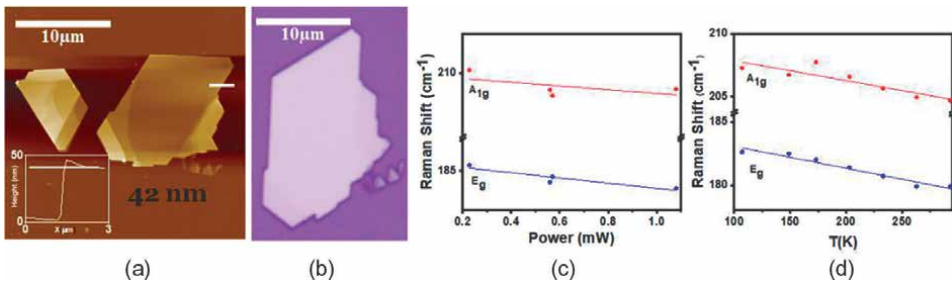 10µm
50
Height (nm)
0
0
X µm
3
42 nm
(a)
10µm
(b)
Raman Shift (cm-1)
210
A1g
185
Eg
0.2
0.4
0.6
0.8
1.0
Power (mW)
(c)
Raman Shift (cm-1)
210
A1g
205
185
Eg
180
100
150
200
250
T(K)
(d)